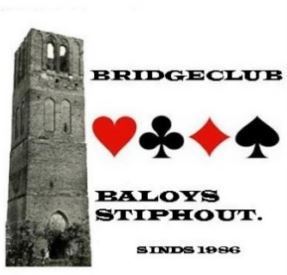 BRIDGECLUB
BALOYS
STIPHOUT.
SINDS 1986